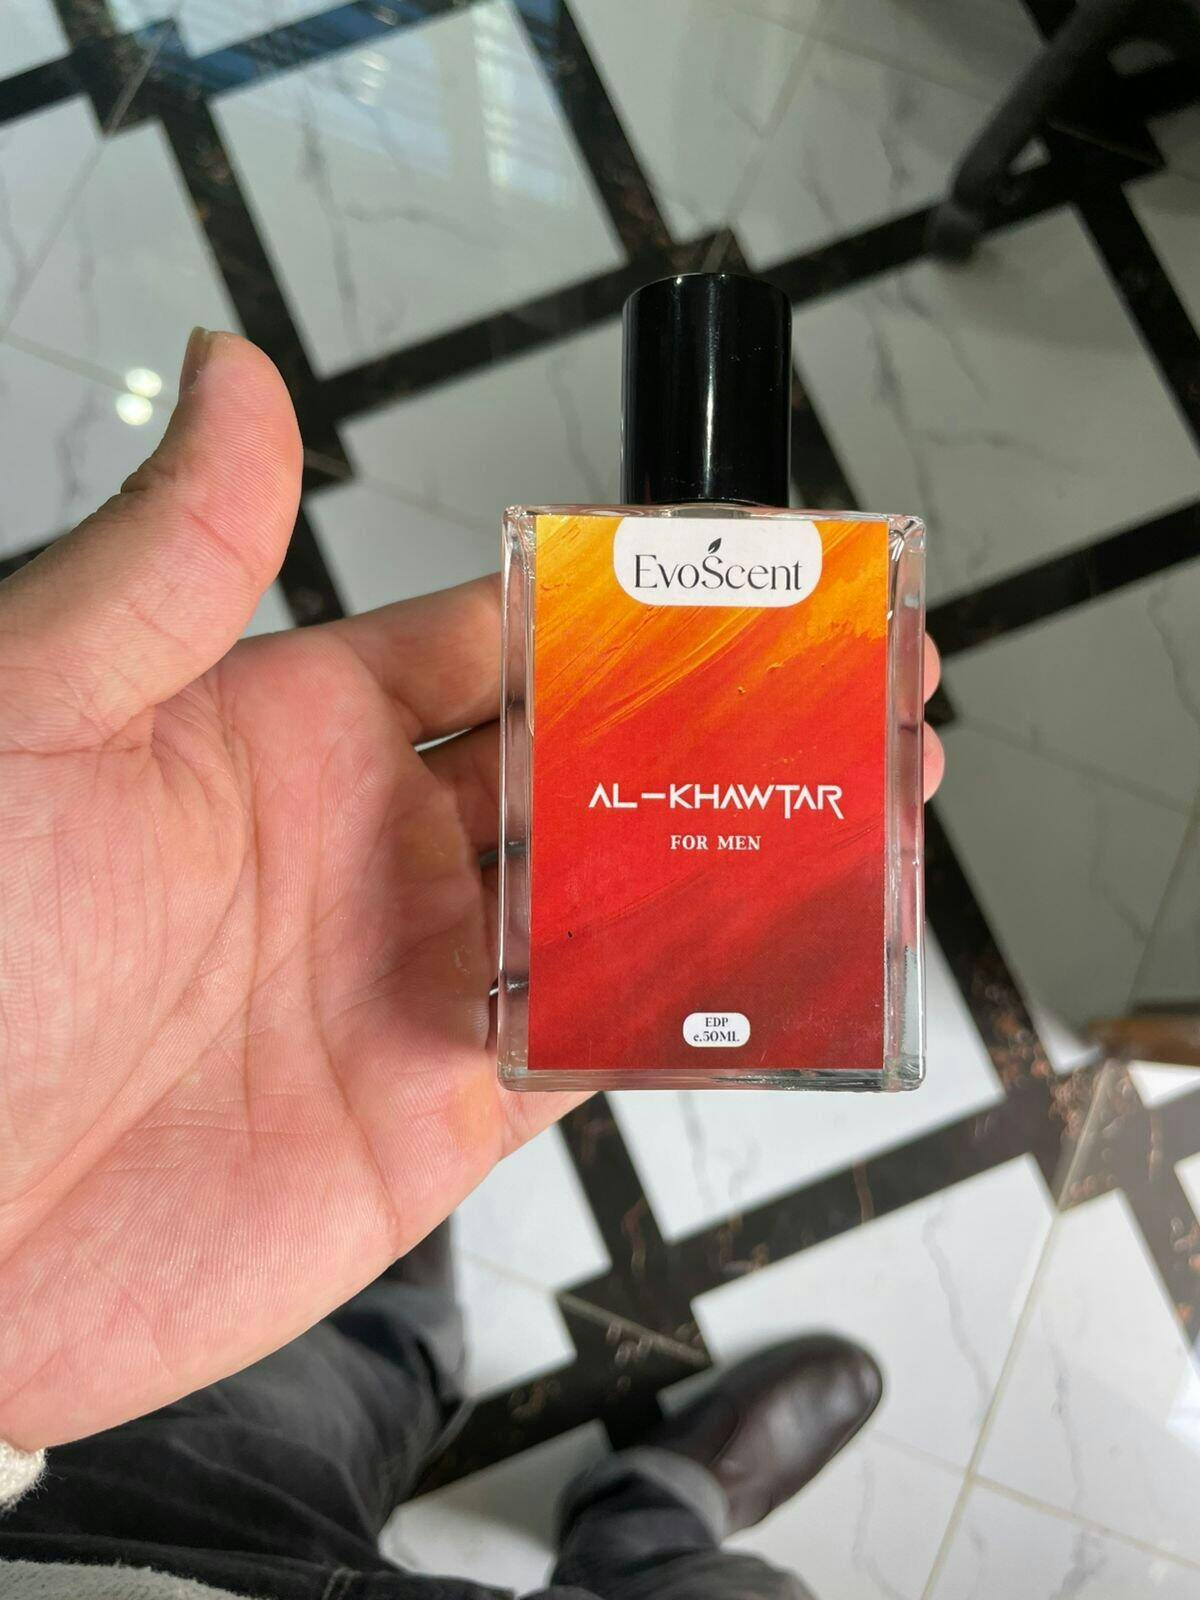 EvoScent
AL-KHAWTAR
FOR MEN
EDP
e.50ML